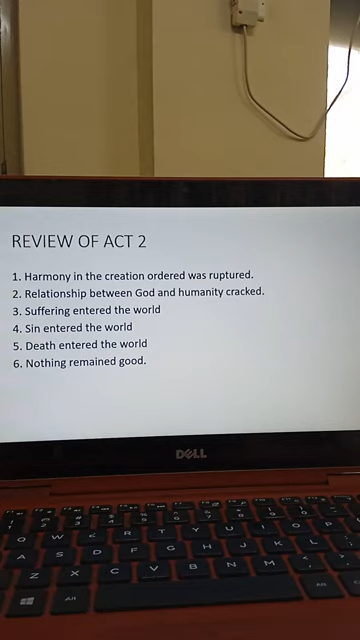 REVIEW OF ACT 2
1. Harmony in the creation ordered was ruptured.
2. Relationship between God and humanity cracked.
3. Suffering entered the world
4. Sin entered the world
5. Death entered the world
6. Nothing remained good.
DELL
Q W E R T Y U I O P
A S D F G H J K L
Z X C V B N M
Alt Alt